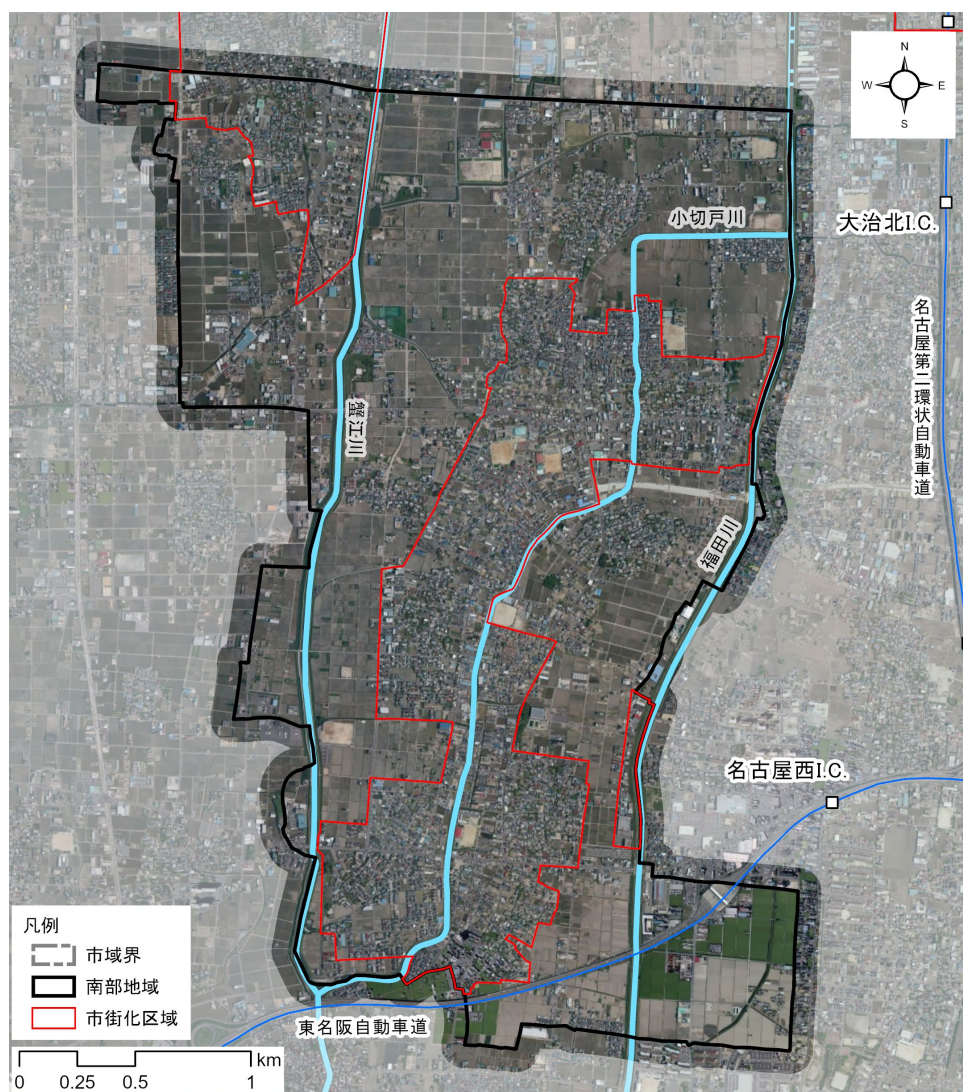 N
W E
S
小切戸川
大治北I.C.
名古屋第二環状自動車道
蟹江川
福田川
名古屋西I.C.
凡例
市域界
南部地域
市街化区域
東名阪自動車道
km
0 0.25 0.5 1